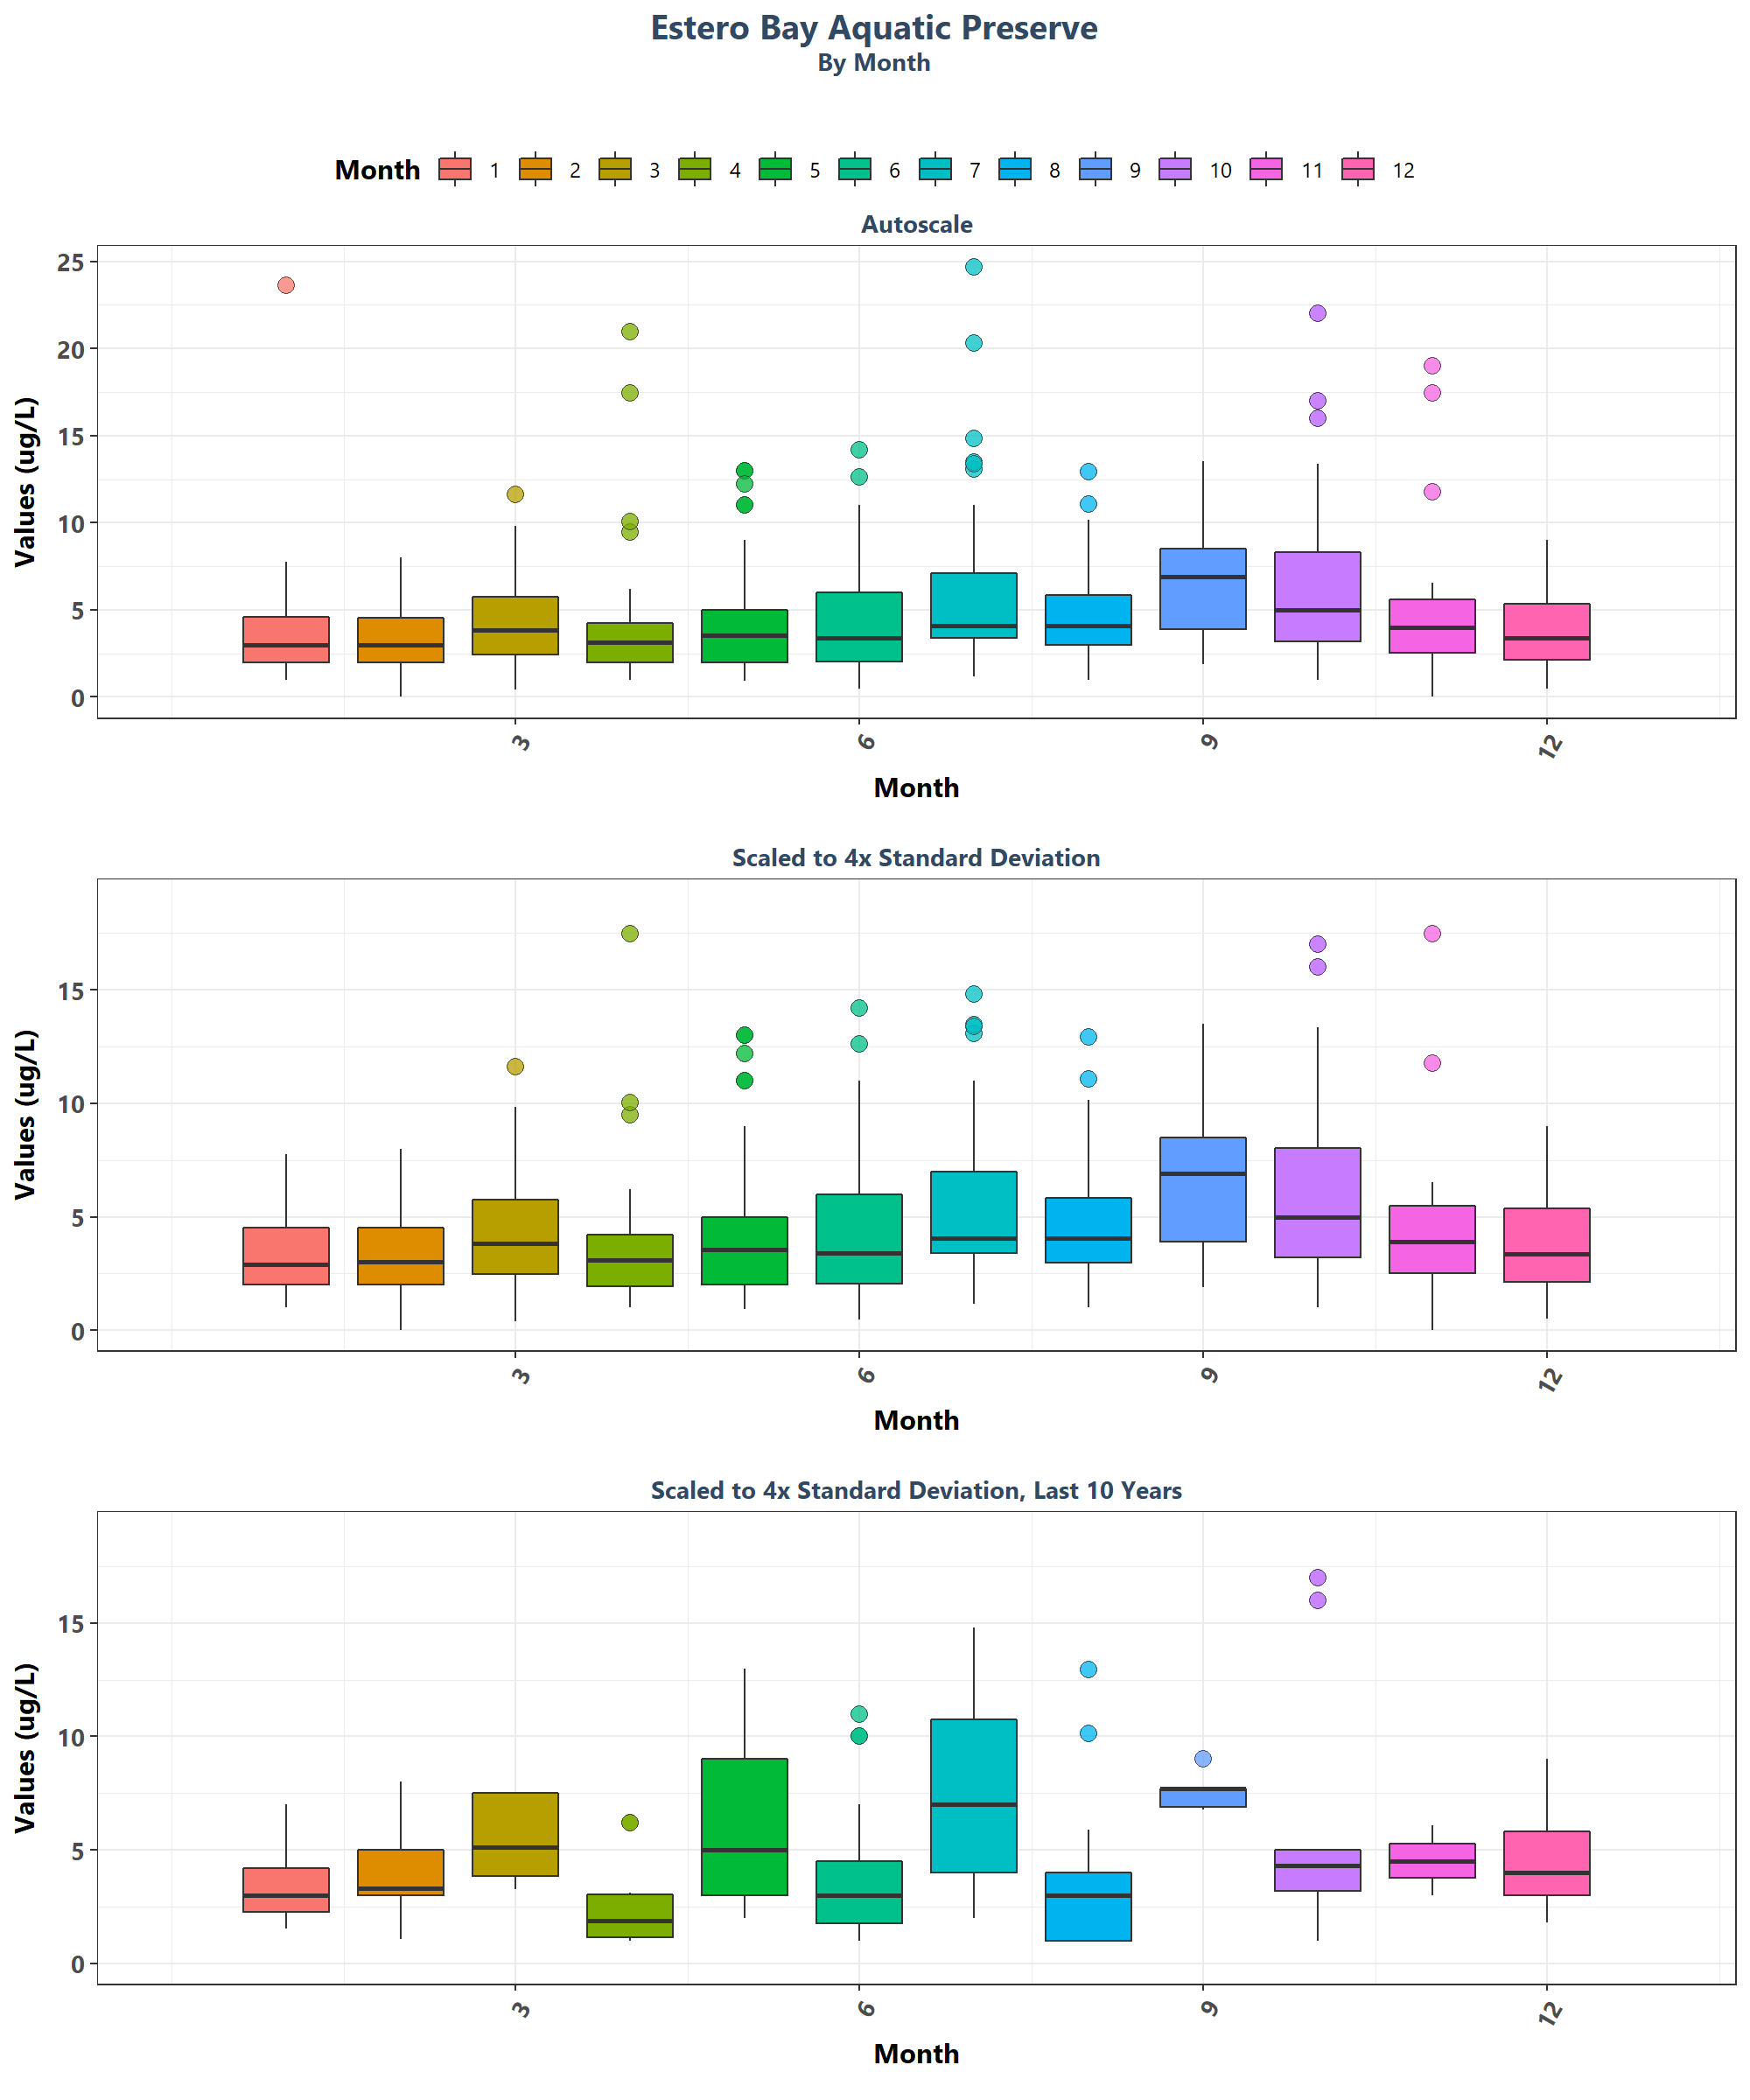 Estero Bay Aquatic Preserve
By Month
Month 1 2 3 4 5 6 7 8 9 10 11 12
Autoscale
Values (ug/L)
25
20
15
10
5
0
3 6 9 12
Month
Scaled to 4x Standard Deviation
Values (ug/L)
15
10
5
0
3 6 9 12
Month
Scaled to 4x Standard Deviation, Last 10 Years
Values (ug/L)
15
10
5
0
3 6 9 12
Month